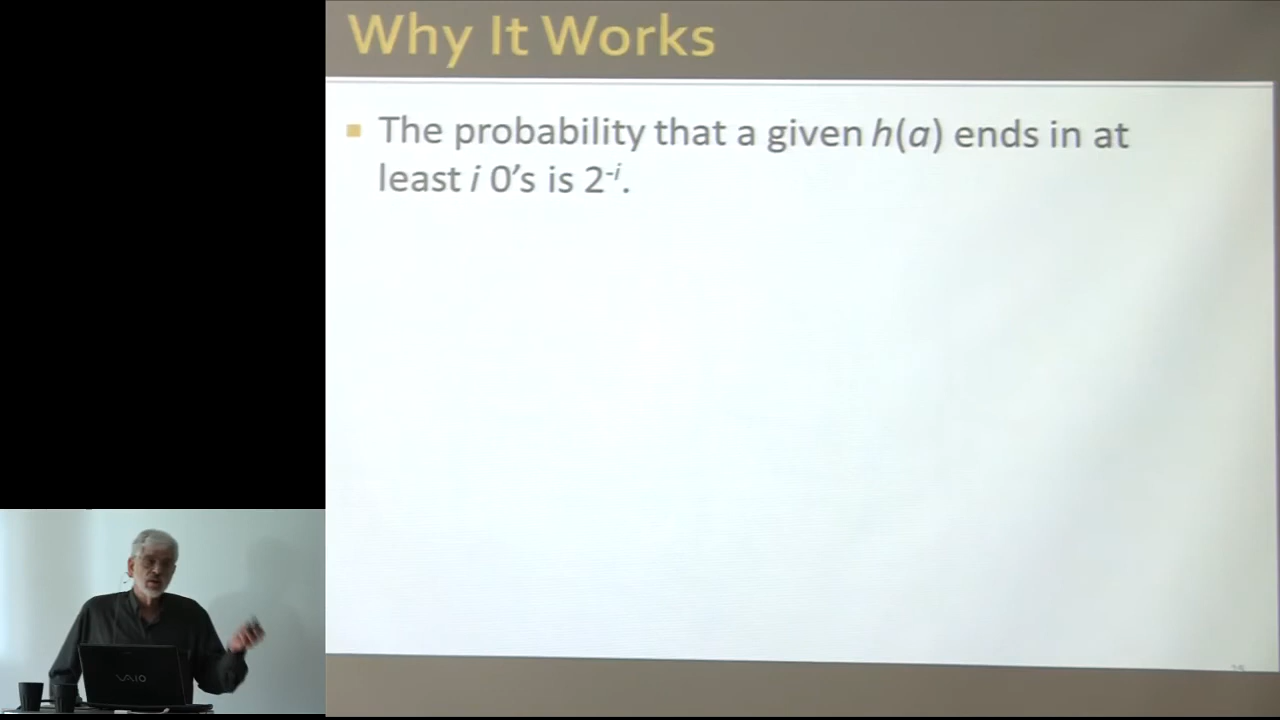 Why It Works
The probability that a given h(a) ends in at
least i 0's is 2⁻ⁱ.
VAIO